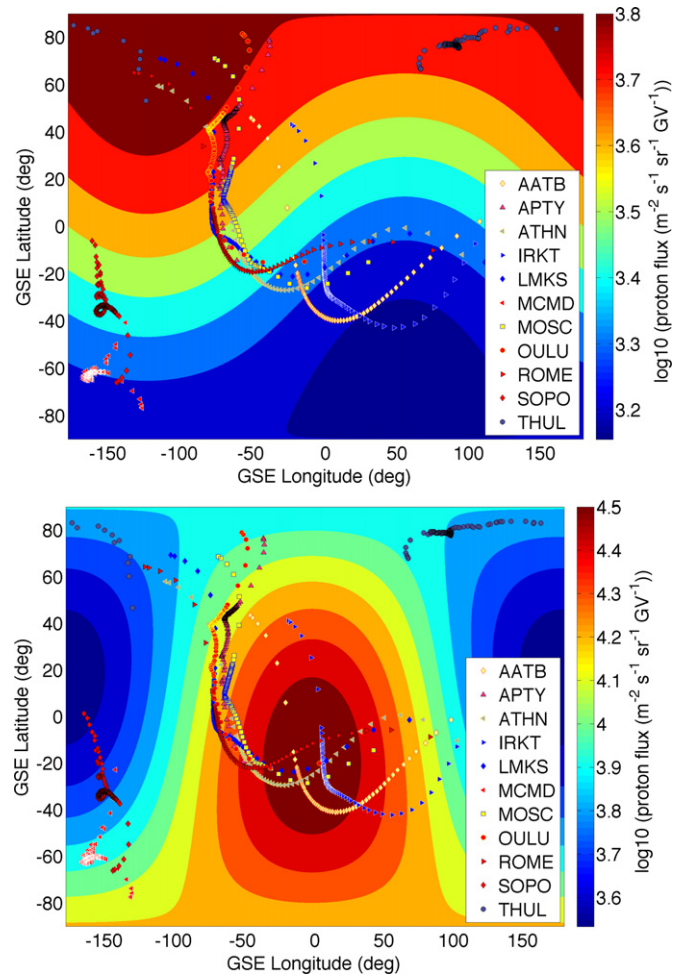 80
60
40
20
0
-20
-40
-60
-80
GSE Latitude (deg)
-150
-100
-50
0
50
100
150
GSE Longitude (deg)
AATB
APTY
ATHN
IRKT
LMKS
MCMD
MOSC
OULU
ROME
SOPO
THUL
3.8
3.7
3.6
3.5
3.4
3.3
3.2
log10 (proton flux (m⁻² s⁻¹ sr⁻¹ GV⁻¹))
80
60
40
20
0
-20
-40
-60
-80
GSE Latitude (deg)
-150
-100
-50
0
50
100
150
GSE Longitude (deg)
AATB
APTY
ATHN
IRKT
LMKS
MCMD
MOSC
OULU
ROME
SOPO
THUL
4.5
4.4
4.3
4.2
4.1
4
3.9
3.8
3.7
3.6
log10 (proton flux (m⁻² s⁻¹ sr⁻¹ GV⁻¹))